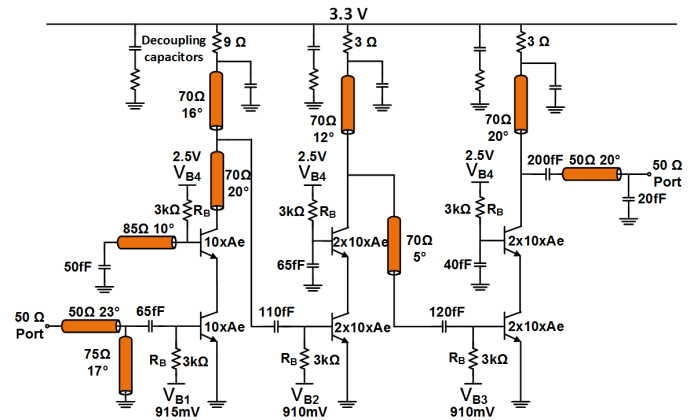 3.3 V
Decoupling
capacitors
9 Ω
3 Ω
3 Ω
70Ω
16°
70Ω
12°
70Ω
20°
2.5V
VB4
70Ω
20°
2.5V
VB4
2.5V
VB4
200fF
50Ω 20°
50 Ω
Port
20fF
3kΩ
RB
3kΩ
RB
3kΩ
RB
85Ω 10°
10xAe
2x10xAe
70Ω
5°
2x10xAe
50fF
65fF
40fF
50 Ω
Port
50Ω 23°
65fF
10xAe
110fF
2x10xAe
120fF
2x10xAe
75Ω
17°
RB
3kΩ
RB
3kΩ
RB
3kΩ
VB1
915mV
VB2
910mV
VB3
910mV